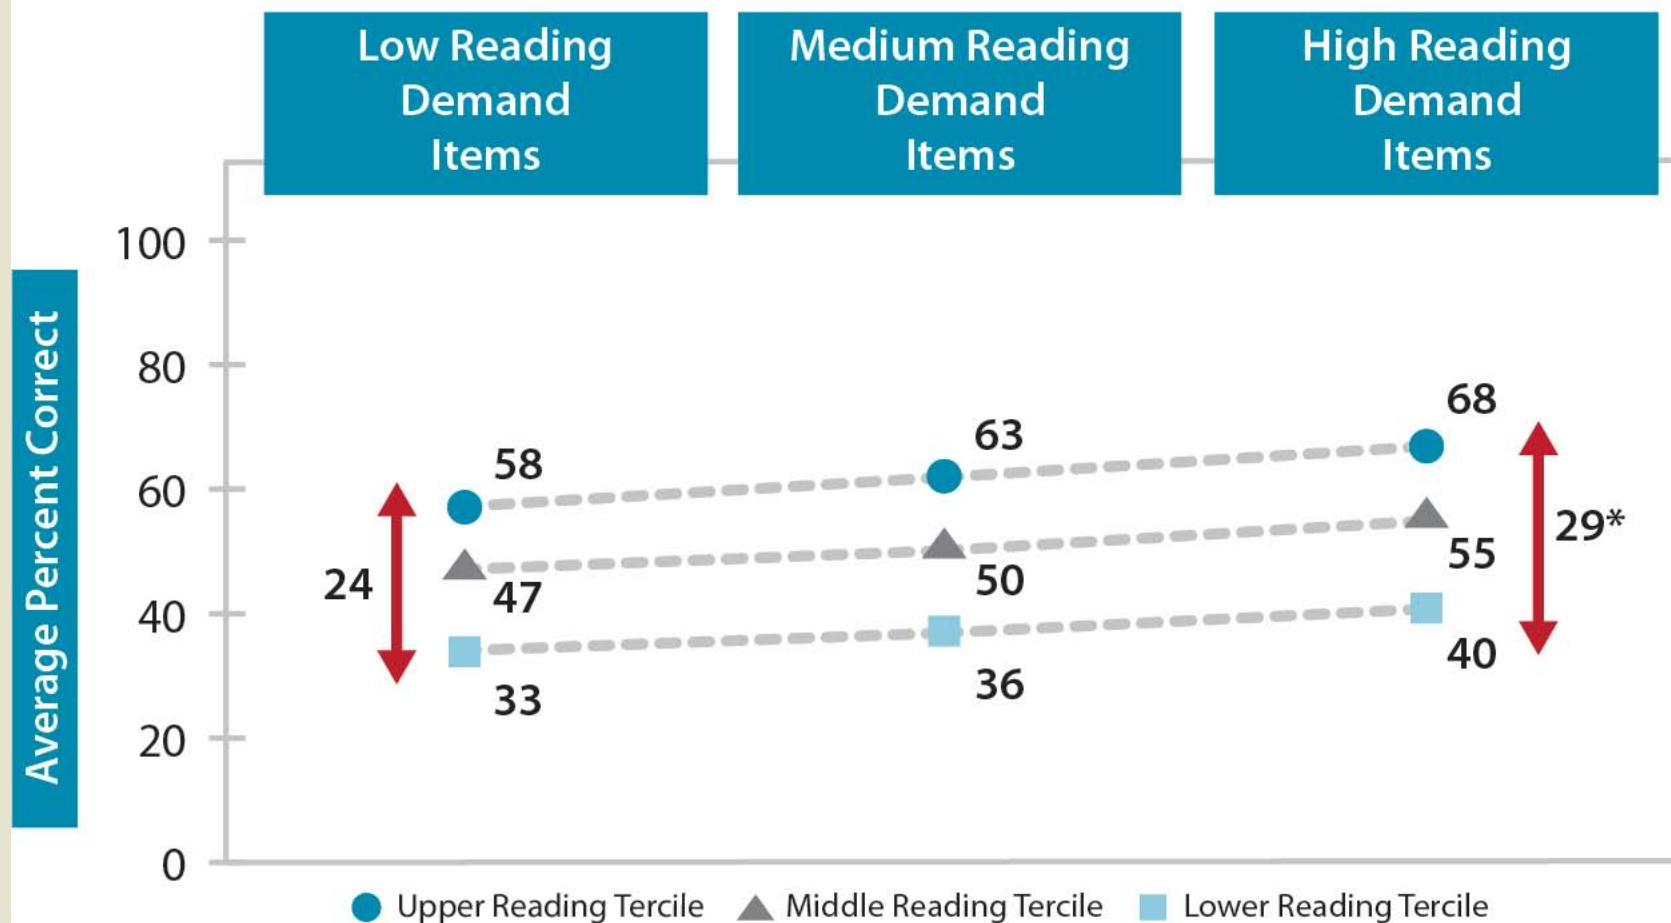 Low Reading
Demand
Items
Medium Reading
Demand
Items
High Reading
Demand
Items
Average Percent Correct
100
80
60
40
20
0
58
63
68
47
50
55
33
36
40
24
29*
Upper Reading Tercile
Middle Reading Tercile
Lower Reading Tercile